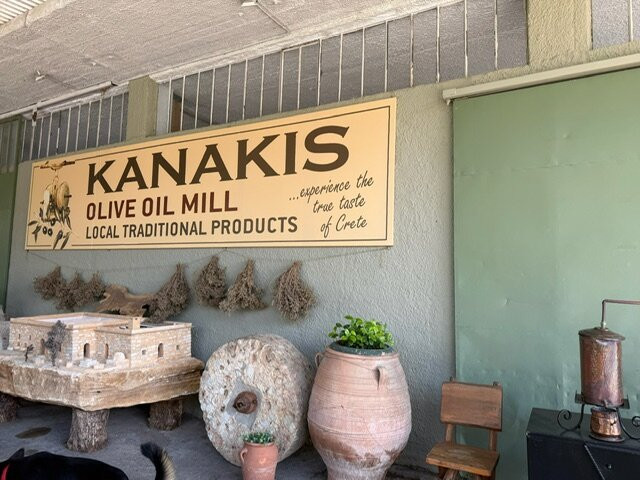 KANAKIS
OLIVE OIL MILL
LOCAL TRADITIONAL PRODUCTS
...experience the
true taste
of Crete